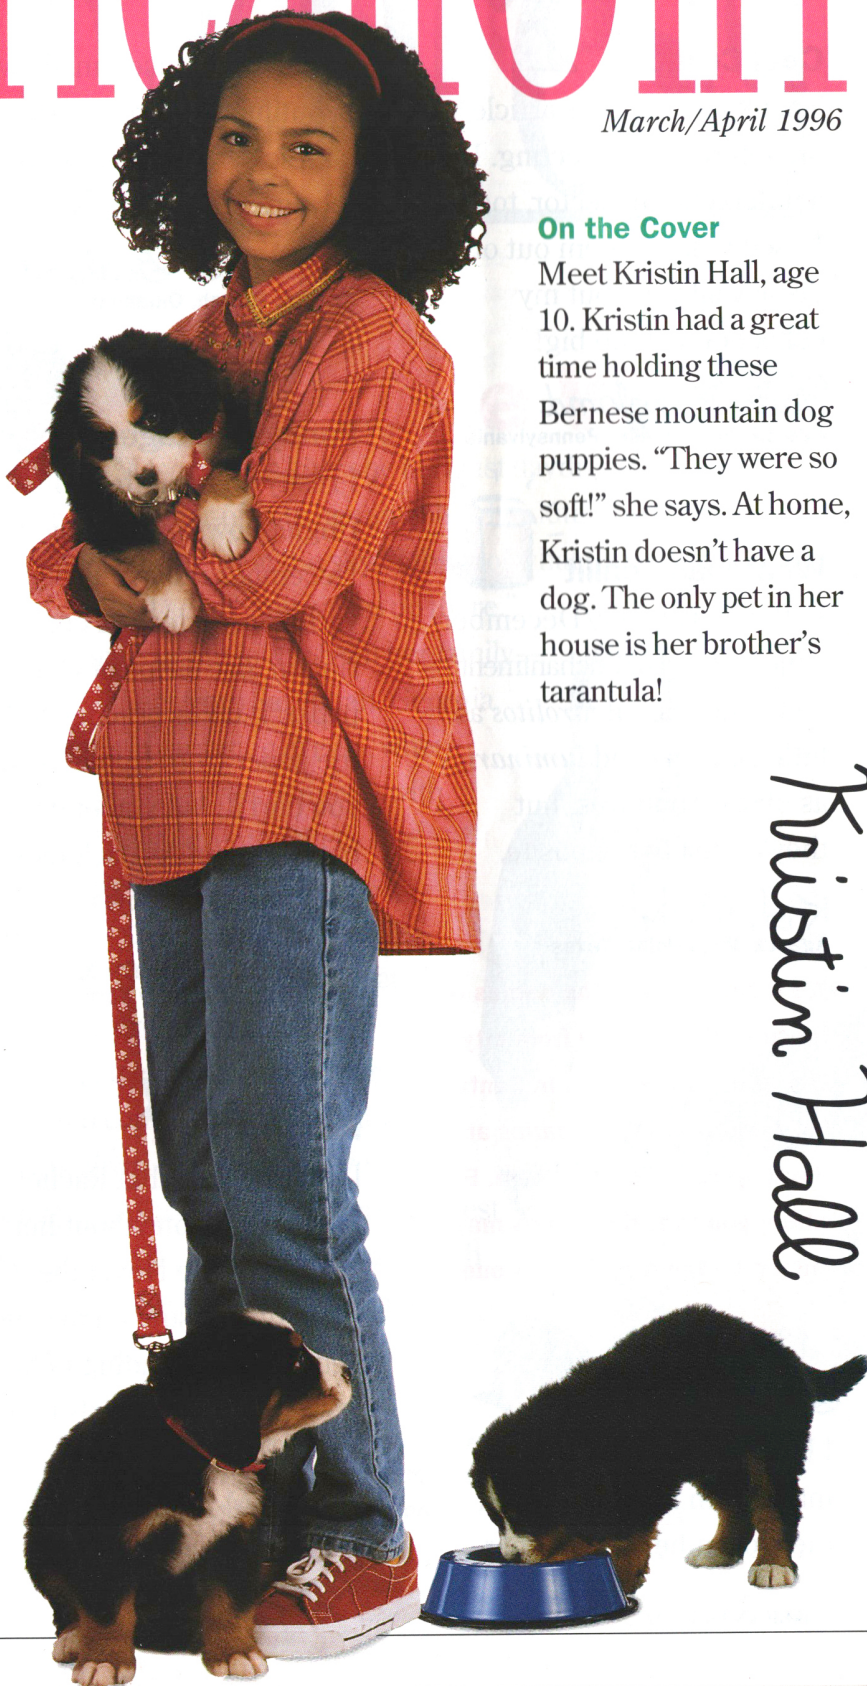 March/April 1996
On the Cover
Meet Kristin Hall, age
10. Kristin had a great
time holding these
Bernese mountain dog
puppies. “They were so
soft!” she says. At home,
Kristin doesn’t have a
dog. The only pet in her
house is her brother’s
tarantula!
Kristin Hall